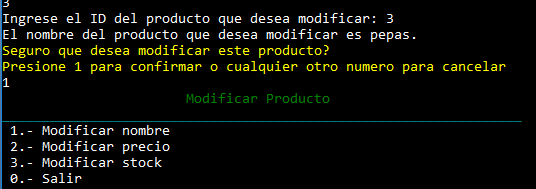 3
Ingrese el ID del producto que desea modificar: 3
El nombre del producto que desea modificar es pepas.
Seguro que desea modificar este producto?
Presione 1 para confirmar o cualquier otro numero para cancelar
1
Modificar Producto
1.- Modificar nombre
2.- Modificar precio
3.- Modificar stock
0.- Salir